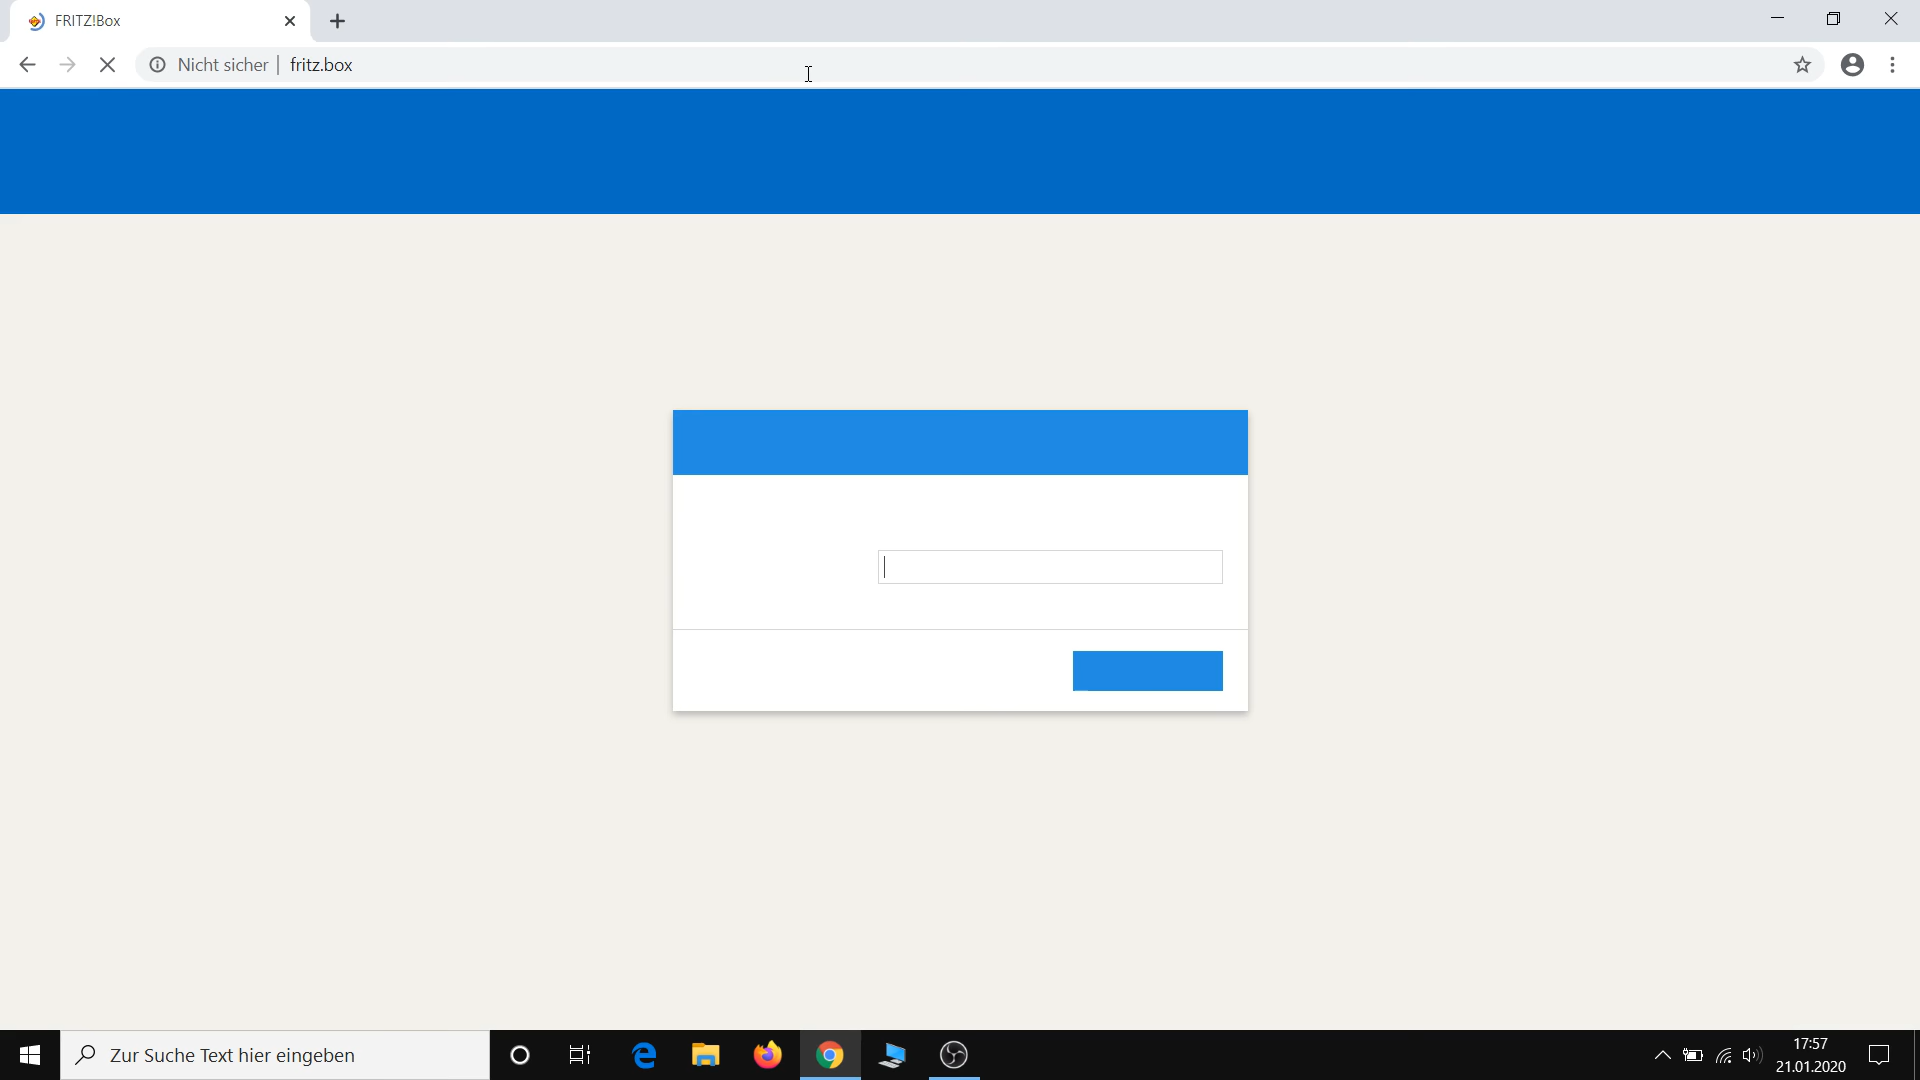 FRITZ!Box
Nicht sicher | fritz.box
Zur Suche Text hier eingeben
17:57
21.01.2020